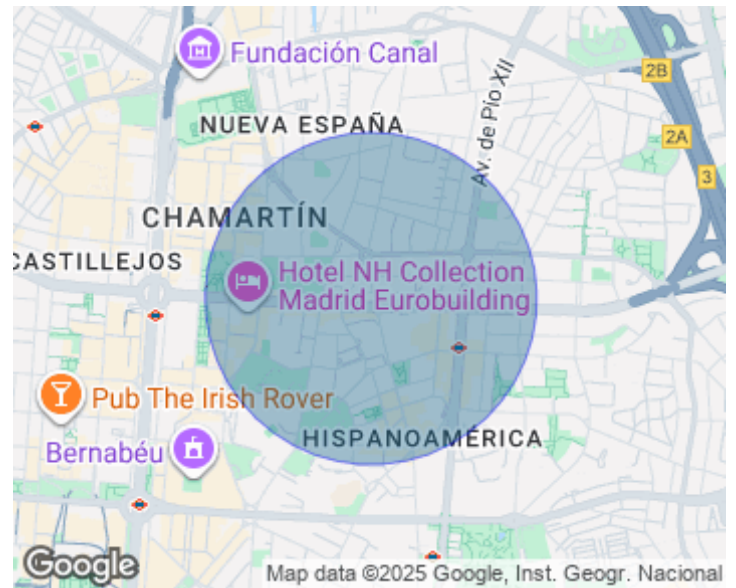 Fundación Canal
2B
Av. de Pío XII
NUEVA ESPAÑA
2A
3
CHAMARTÍN
CASTILLEJOS
Hotel NH Collection
Madrid Eurobuilding
Pub The Irish Rover
HISPANOAMÉRICA
Bernabéu
Google
Map data ©2025 Google, Inst. Geogr. Nacional